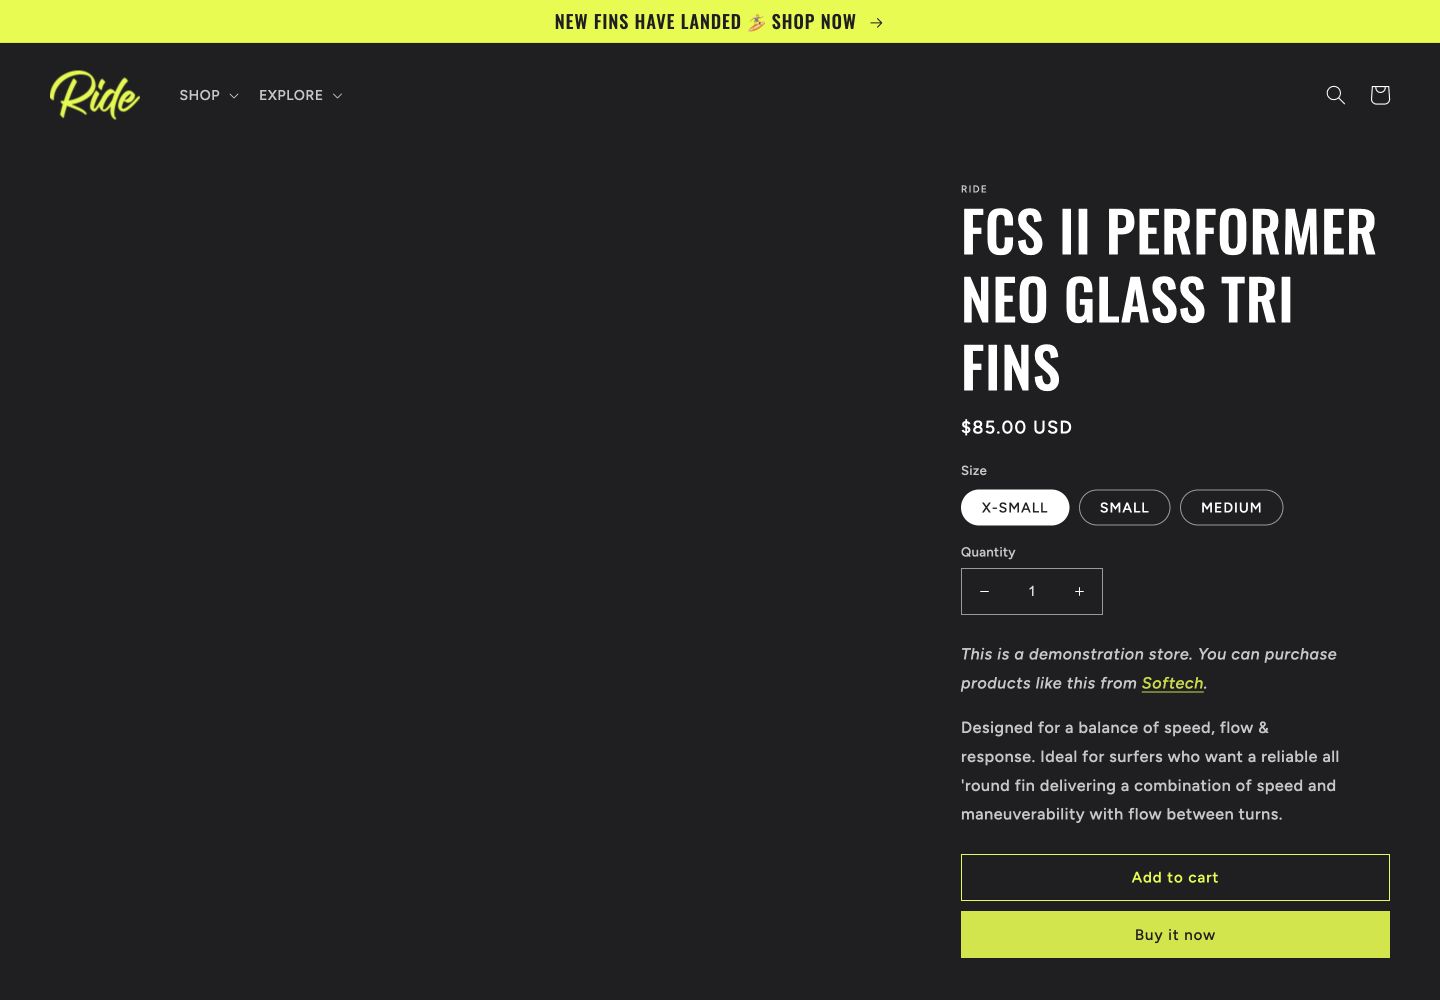 NEW FINS HAVE LANDED 🏄 SHOP NOW →
Ride
SHOP
EXPLORE
RIDE
FCS II PERFORMER
NEO GLASS TRI
FINS
$85.00 USD
Size
X-SMALL
SMALL
MEDIUM
Quantity
− 1 +
This is a demonstration store. You can purchase
products like this from Softech.
Designed for a balance of speed, flow &
response. Ideal for surfers who want a reliable all
'round fin delivering a combination of speed and
maneuverability with flow between turns.
Add to cart
Buy it now